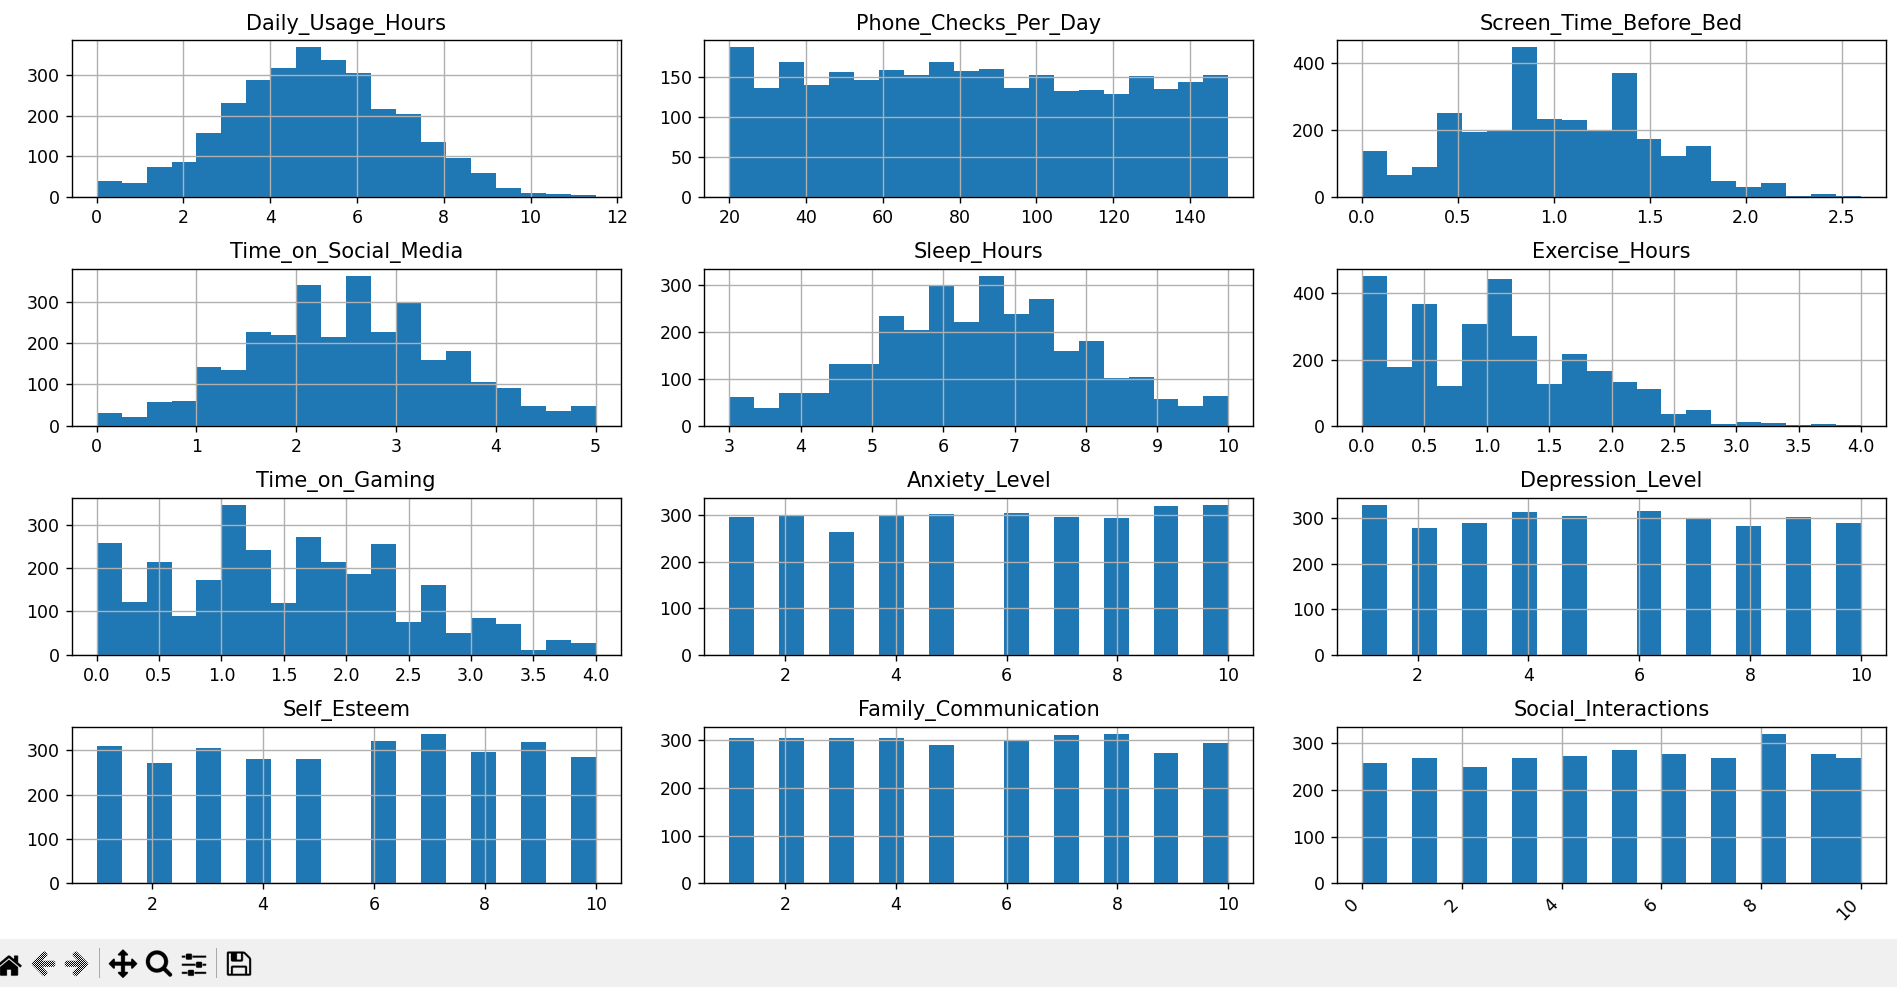 Daily_Usage_Hours
300
200
100
0
0 2 4 6 8 10 12
Phone_Checks_Per_Day
150
100
50
0
20 40 60 80 100 120 140
Screen_Time_Before_Bed
400
200
0
0.0 0.5 1.0 1.5 2.0 2.5
Time_on_Social_Media
300
200
100
0
0 1 2 3 4 5
Sleep_Hours
300
200
100
0
3 4 5 6 7 8 9 10
Exercise_Hours
400
200
0
0.0 0.5 1.0 1.5 2.0 2.5 3.0 3.5 4.0
Time_on_Gaming
300
200
100
0
0.0 0.5 1.0 1.5 2.0 2.5 3.0 3.5 4.0
Anxiety_Level
300
200
100
0
2 4 6 8 10
Depression_Level
300
200
100
0
2 4 6 8 10
Self_Esteem
300
200
100
0
2 4 6 8 10
Family_Communication
300
200
100
0
2 4 6 8 10
Social_Interactions
300
200
100
0
0 2 4 6 8 10